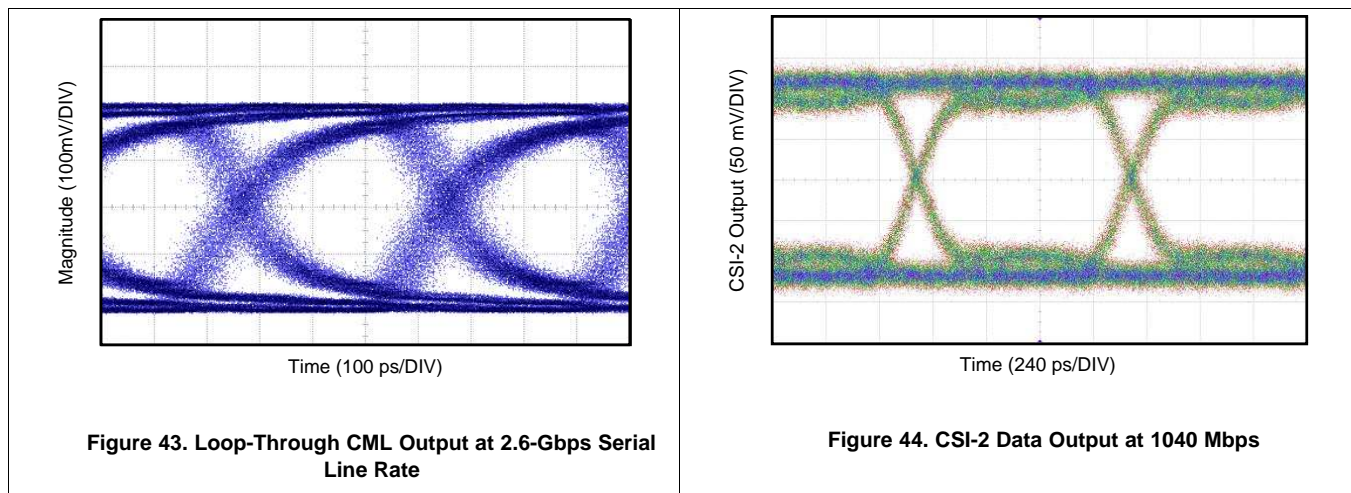 Magnitude (100mV/DIV)
Time (100 ps/DIV)
Figure 43. Loop-Through CML Output at 2.6-Gbps Serial
Line Rate
CSI-2 Output (50 mV/DIV)
Time (240 ps/DIV)
Figure 44. CSI-2 Data Output at 1040 Mbps